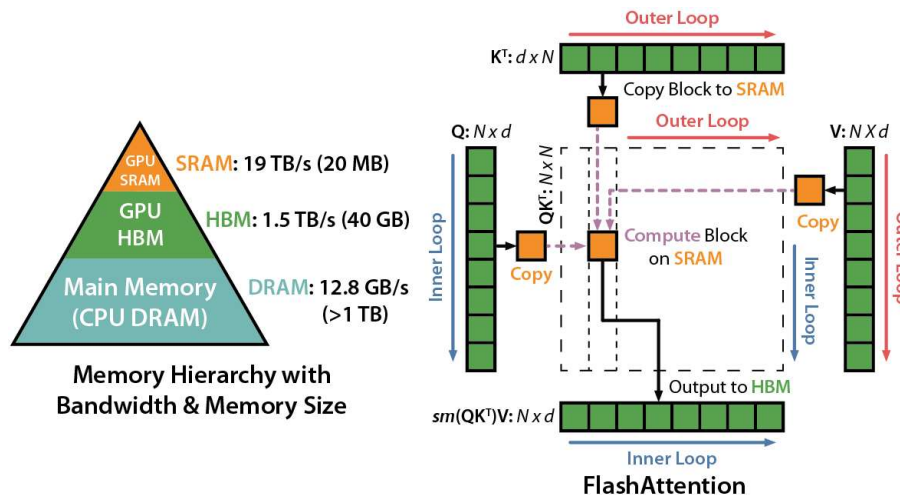 GPU
SRAM
SRAM: 19 TB/s (20 MB)
GPU
HBM
HBM: 1.5 TB/s (40 GB)
Main Memory
(CPU DRAM)
DRAM: 12.8 GB/s
(>1 TB)
Memory Hierarchy with
Bandwidth & Memory Size
Outer Loop
Kᵀ: d x N
Copy Block to SRAM
Outer Loop
Q: N x d
V: N X d
QKᵀ: N x N
Copy
Copy
Compute Block
on SRAM
Inner Loop
Inner Loop
Outer Loop
Output to HBM
sm(QKᵀ)V: N x d
Inner Loop
FlashAttention